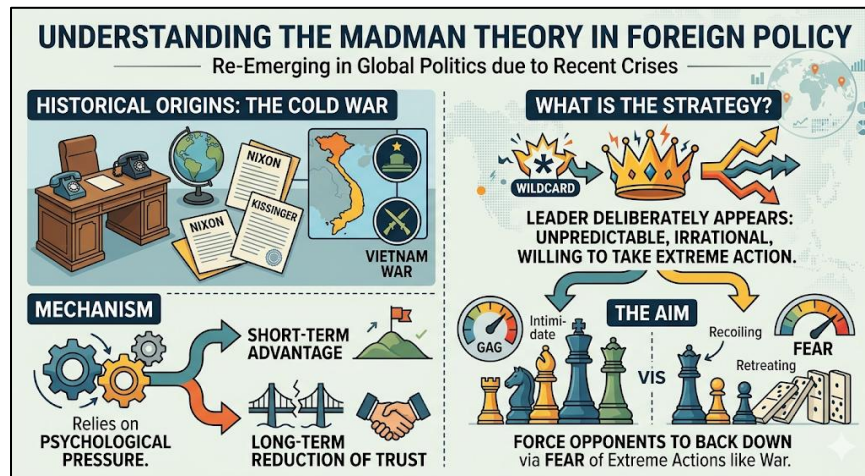 UNDERSTANDING THE MADMAN THEORY IN FOREIGN POLICY
Re-Emerging in Global Politics due to Recent Crises
HISTORICAL ORIGINS: THE COLD WAR
NIXON
NIXON
KISSINGER
VIETNAM
WAR
MECHANISM
Relies on
PSYCHOLOGICAL
PRESSURE.
SHORT-TERM
ADVANTAGE
LONG-TERM
REDUCTION OF TRUST
WHAT IS THE STRATEGY?
*
WILDCARD
LEADER DELIBERATELY APPEARS:
UNPREDICTABLE, IRRATIONAL,
WILLING TO TAKE EXTREME ACTION.
THE AIM
GAG
Intimi-
date
VIS
Recoiling
Retreating
FEAR
FORCE OPPONENTS TO BACK DOWN
via FEAR of Extreme Actions like War.